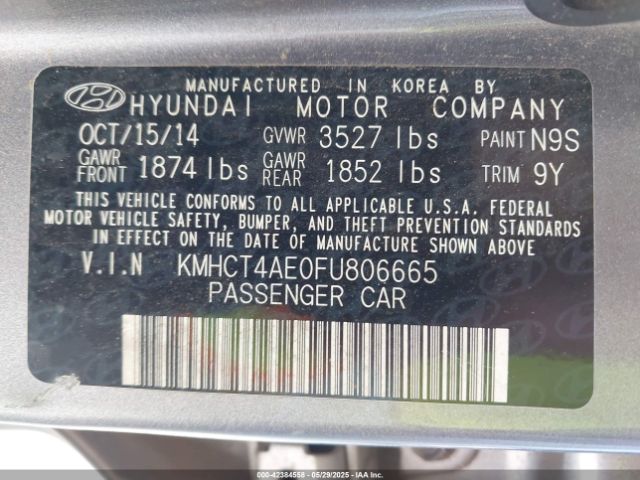 MANUFACTURED IN KOREA BY
HYUNDAI MOTOR COMPANY
OCT/15/14 GVWR 3527 lbs PAINT N9S
GAWR FRONT 1874 lbs GAWR REAR 1852 lbs TRIM 9Y
THIS VEHICLE CONFORMS TO ALL APPLICABLE U.S.A. FEDERAL
MOTOR VEHICLE SAFETY, BUMPER, AND THEFT PREVENTION STANDARDS
IN EFFECT ON THE DATE OF MANUFACTURE SHOWN ABOVE
V.I.N KMHCT4AE0FU806665
PASSENGER CAR
000-42384558 - 05/29/2025 - IAA, Inc.